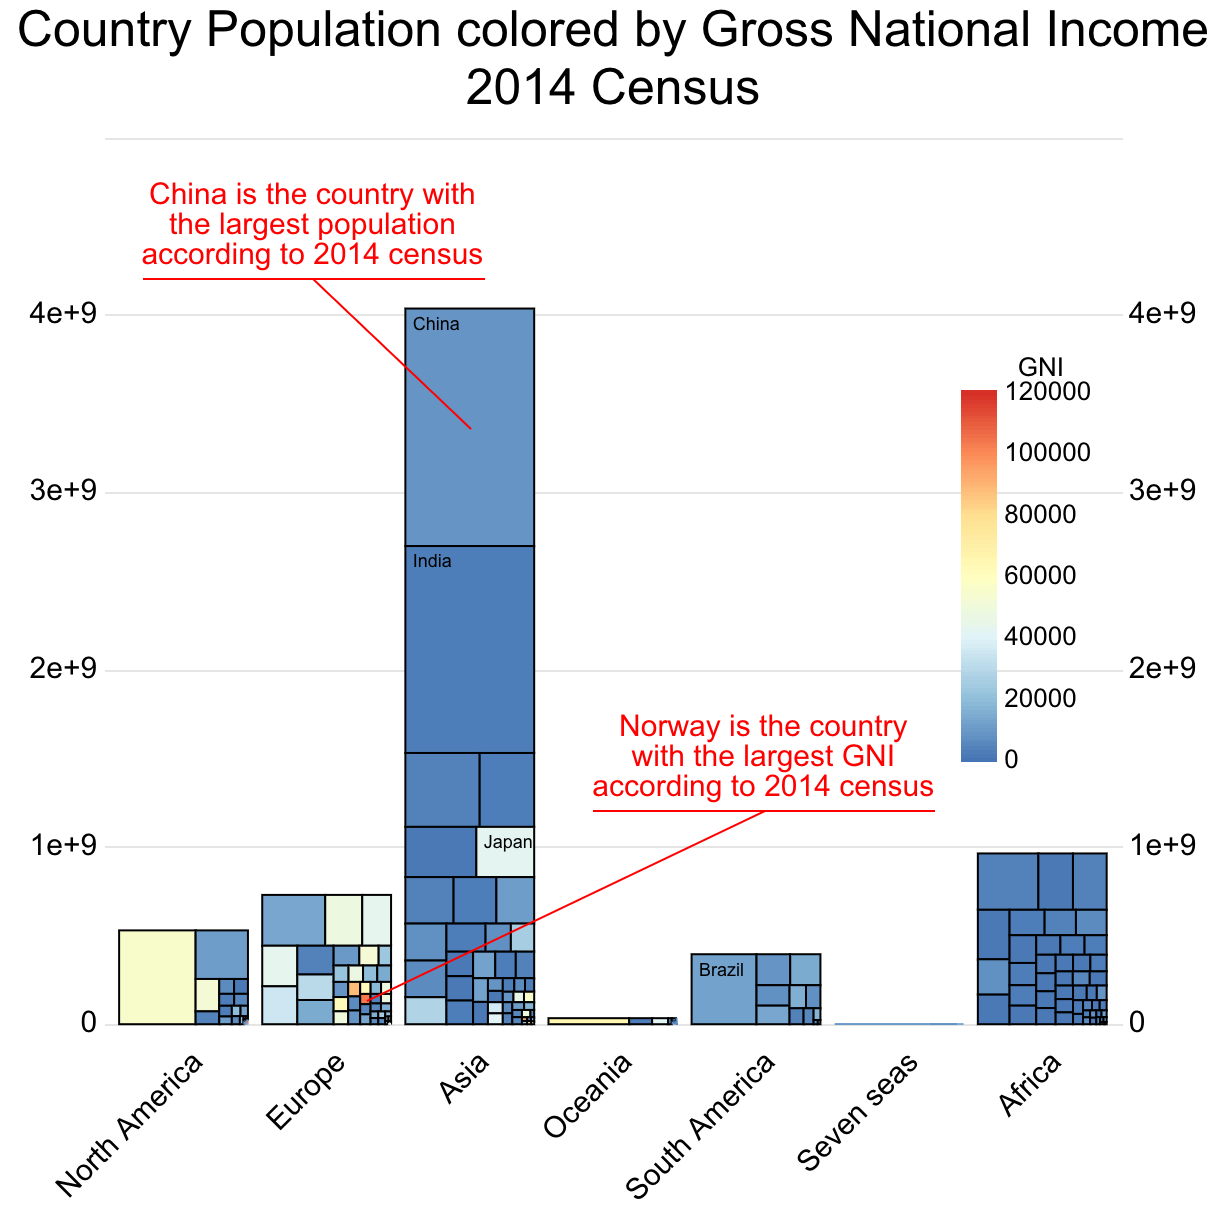 Country Population colored by Gross National Income
2014 Census
China is the country with
the largest population
according to 2014 census
4e+9
China
4e+9
GNI
120000
100000
3e+9
3e+9
80000
India
60000
40000
2e+9
2e+9
20000
Norway is the country
with the largest GNI
according to 2014 census
0
1e+9
Japan
1e+9
Brazil
0
0
North America
Europe
Asia
Oceania
South America
Seven seas
Africa